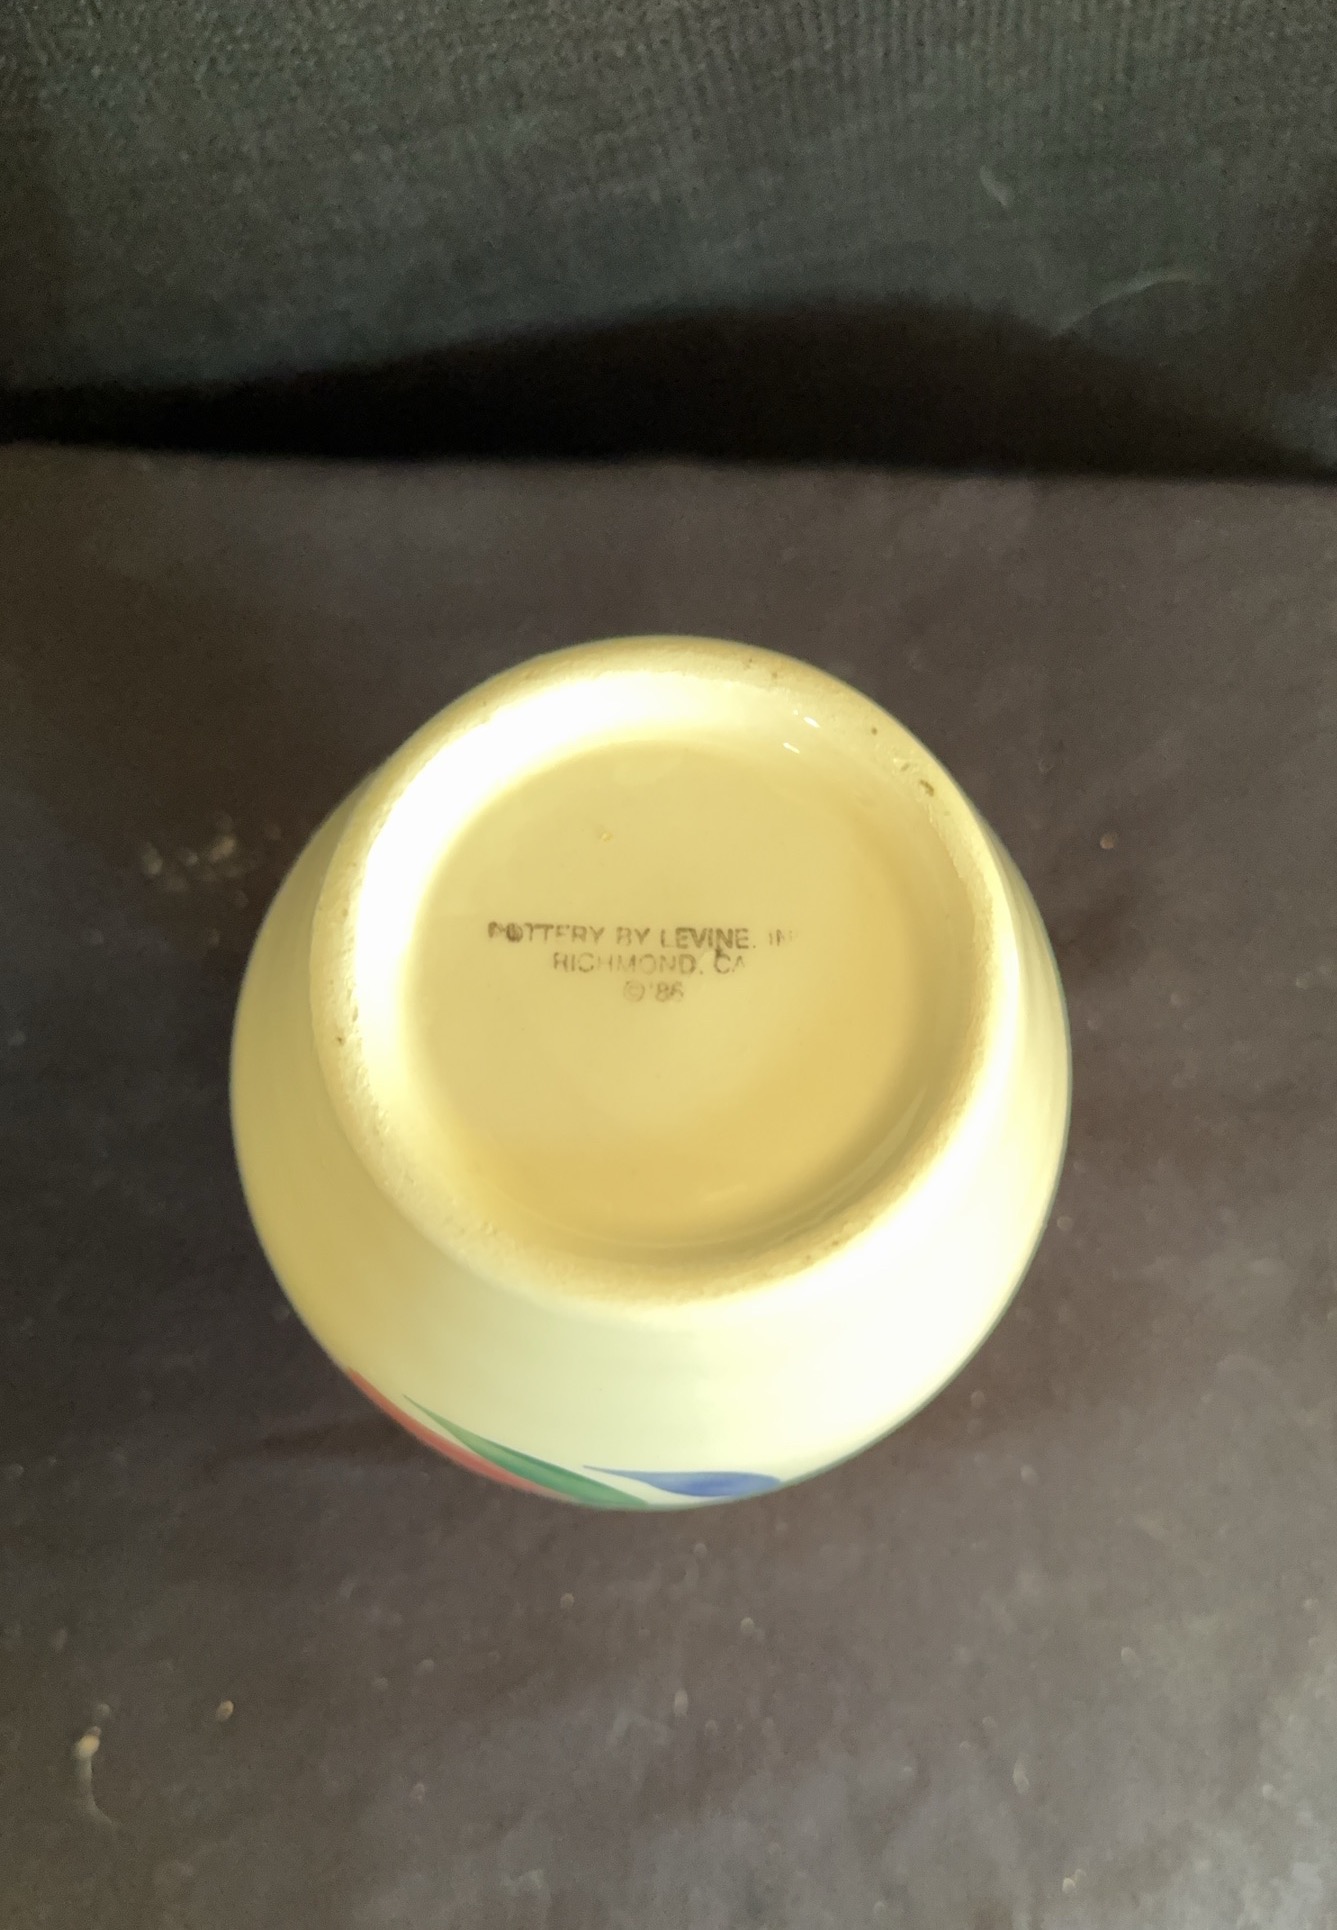 POTTERY BY LEVINE, IN
RICHMOND, CA
©'86